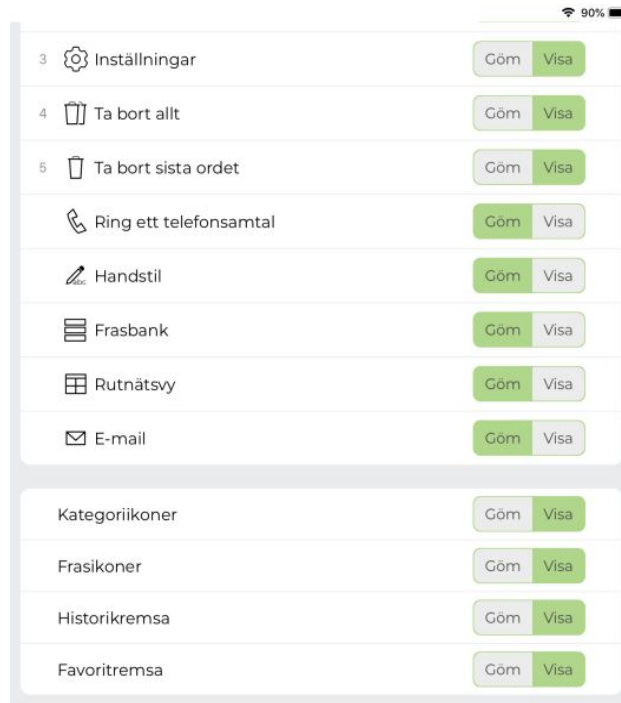 90%
3 Inställningar Göm Visa
4 Ta bort allt Göm Visa
5 Ta bort sista ordet Göm Visa
Ring ett telefonsamtal Göm Visa
abc Handstil Göm Visa
Frasbank Göm Visa
Rutnätsvy Göm Visa
E-mail Göm Visa
Kategoriikoner Göm Visa
Frasikoner Göm Visa
Historikremsa Göm Visa
Favoritremsa Göm Visa